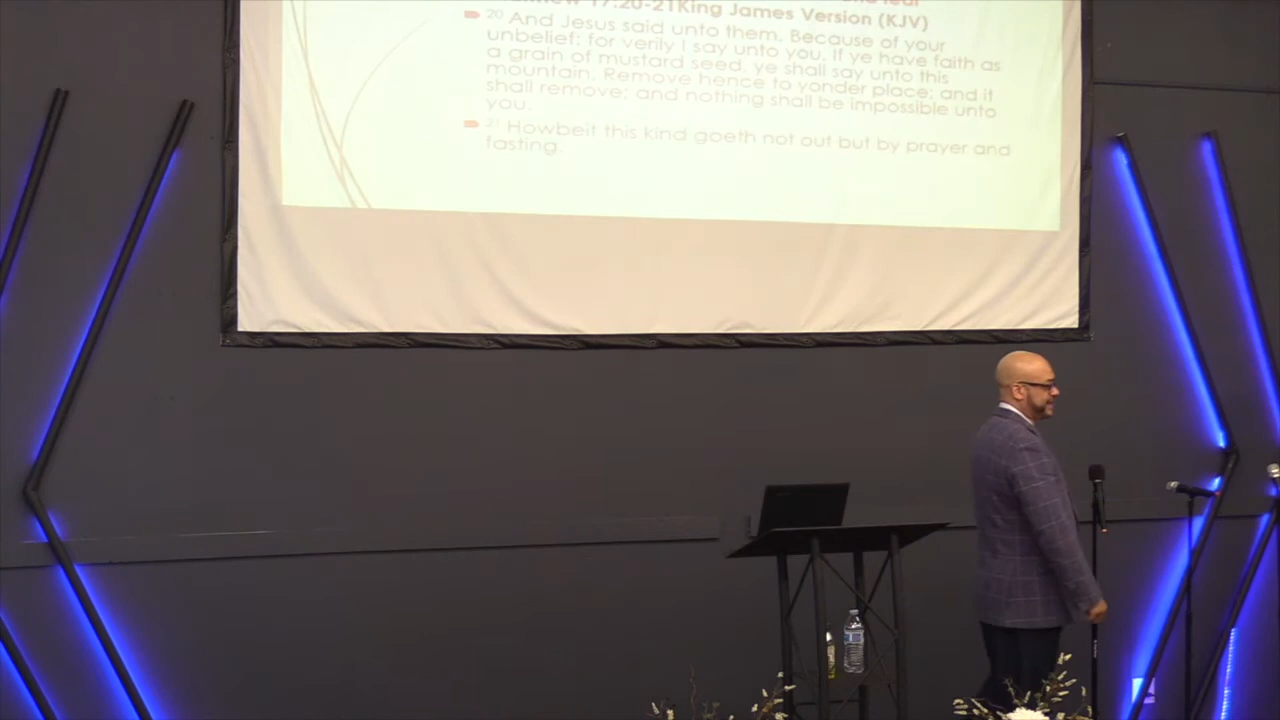 17:20-21King James Version (KJV)
20 And Jesus said unto them, Because of your
unbelief: for verily I say unto you, If ye have faith as
a grain of mustard seed, ye shall say unto this
mountain, Remove hence to yonder place; and it
shall remove; and nothing shall be impossible unto
you.
21 Howbeit this kind goeth not out but by prayer and
fasting.